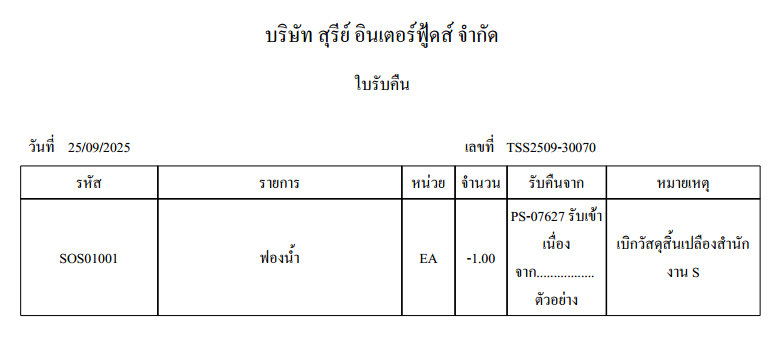 บริษัท สุรีย์ อินเตอร์ฟู้ดส์ จำกัด
ใบรับคืน
วันที่ 25/09/2025 เลขที่ TSS2509-30070
รหัส รายการ หน่วย จำนวน รับคืนจาก หมายเหตุ
SOS01001 ฟองน้ำ EA -1.00
PS-07627 รับเข้า
เนื่อง
จาก.................
ตัวอย่าง
เบิกวัสดุสิ้นเปลืองสำนัก
งาน S